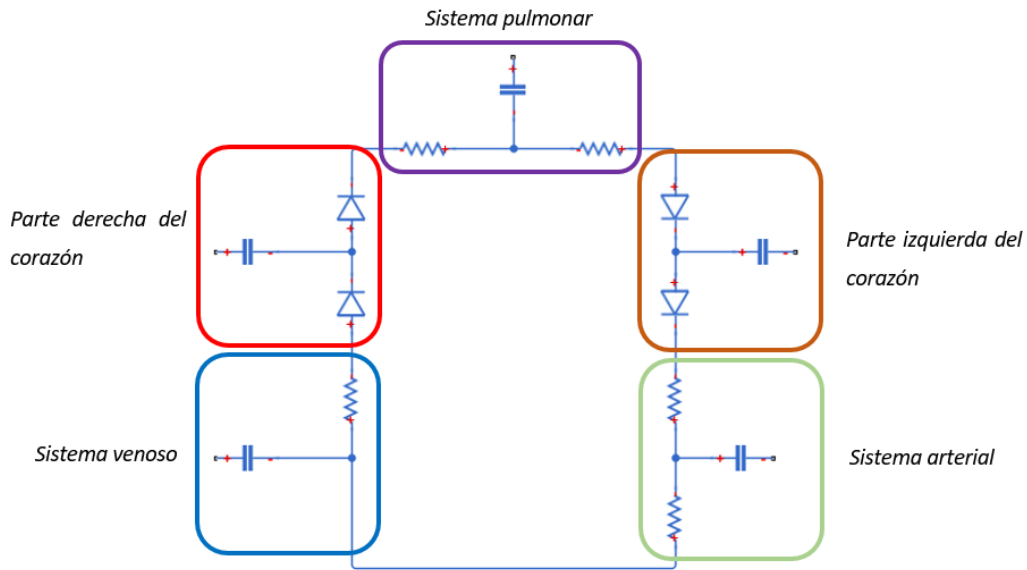 Sistema pulmonar
Parte derecha del
corazón
Parte izquierda del
corazón
Sistema venoso
Sistema arterial